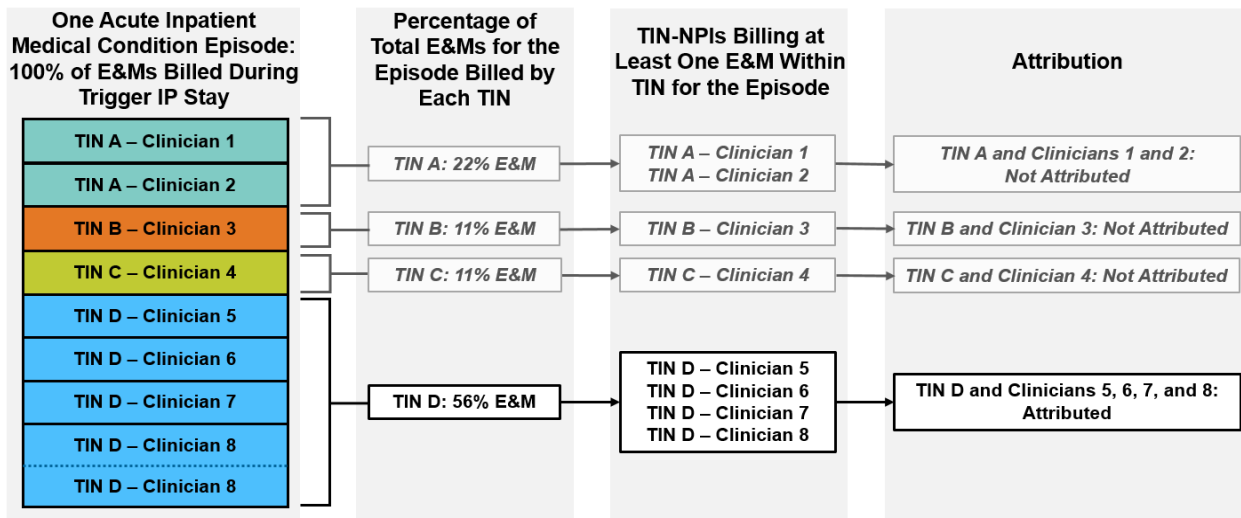 One Acute Inpatient
Medical Condition Episode:
100% of E&Ms Billed During
Trigger IP Stay
TIN A – Clinician 1
TIN A – Clinician 2
TIN B – Clinician 3
TIN C – Clinician 4
TIN D – Clinician 5
TIN D – Clinician 6
TIN D – Clinician 7
TIN D – Clinician 8
TIN D – Clinician 8
Percentage of
Total E&Ms for the
Episode Billed by
Each TIN
TIN A: 22% E&M
TIN B: 11% E&M
TIN C: 11% E&M
TIN D: 56% E&M
TIN-NPIs Billing at
Least One E&M Within
TIN for the Episode
TIN A – Clinician 1
TIN A – Clinician 2
TIN B – Clinician 3
TIN C – Clinician 4
TIN D – Clinician 5
TIN D – Clinician 6
TIN D – Clinician 7
TIN D – Clinician 8
Attribution
TIN A and Clinicians 1 and 2:
Not Attributed
TIN B and Clinician 3: Not Attributed
TIN C and Clinician 4: Not Attributed
TIN D and Clinicians 5, 6, 7, and 8:
Attributed